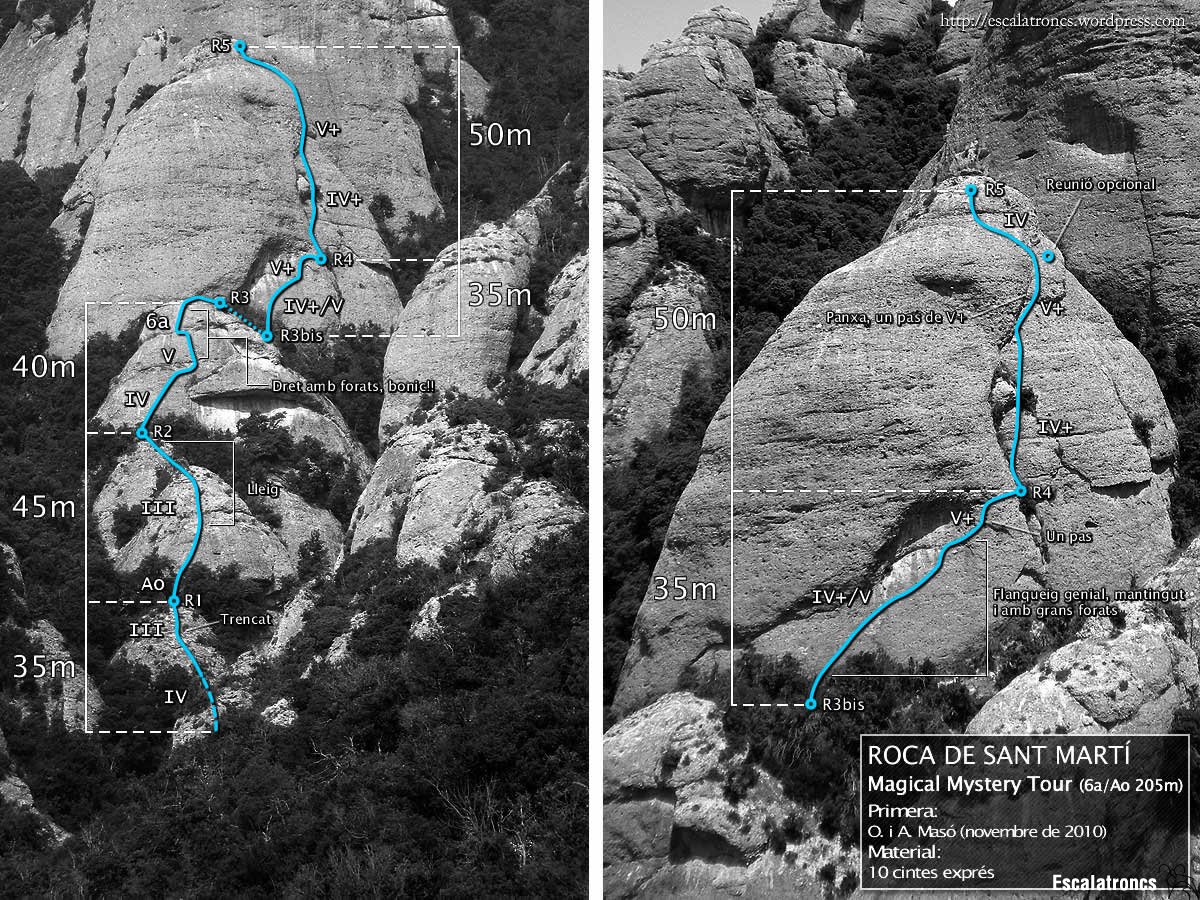 R5
V+
50m
IV+
V+
R4
35m
IV+/V
R3
6a
R3bis
V
40m
Dret amb forats, bonic!!
IV
R2
Lleig
III
45m
Ao
R1
Trencat
III
35m
IV
http://escalatroncs.wordpress.com
R5
Reunió opcional
IV
V+
50m
Panxa, un pas de V+
IV+
R4
V+
Un pas
35m
IV+/V
Flanqueig genial, mantingut
i amb grans forats
R3bis
ROCA DE SANT MARTÍ
Magical Mystery Tour (6a/Ao 205m)
Primera:
O. i A. Masó (novembre de 2010)
Material:
10 cintes exprés
Escalatroncs